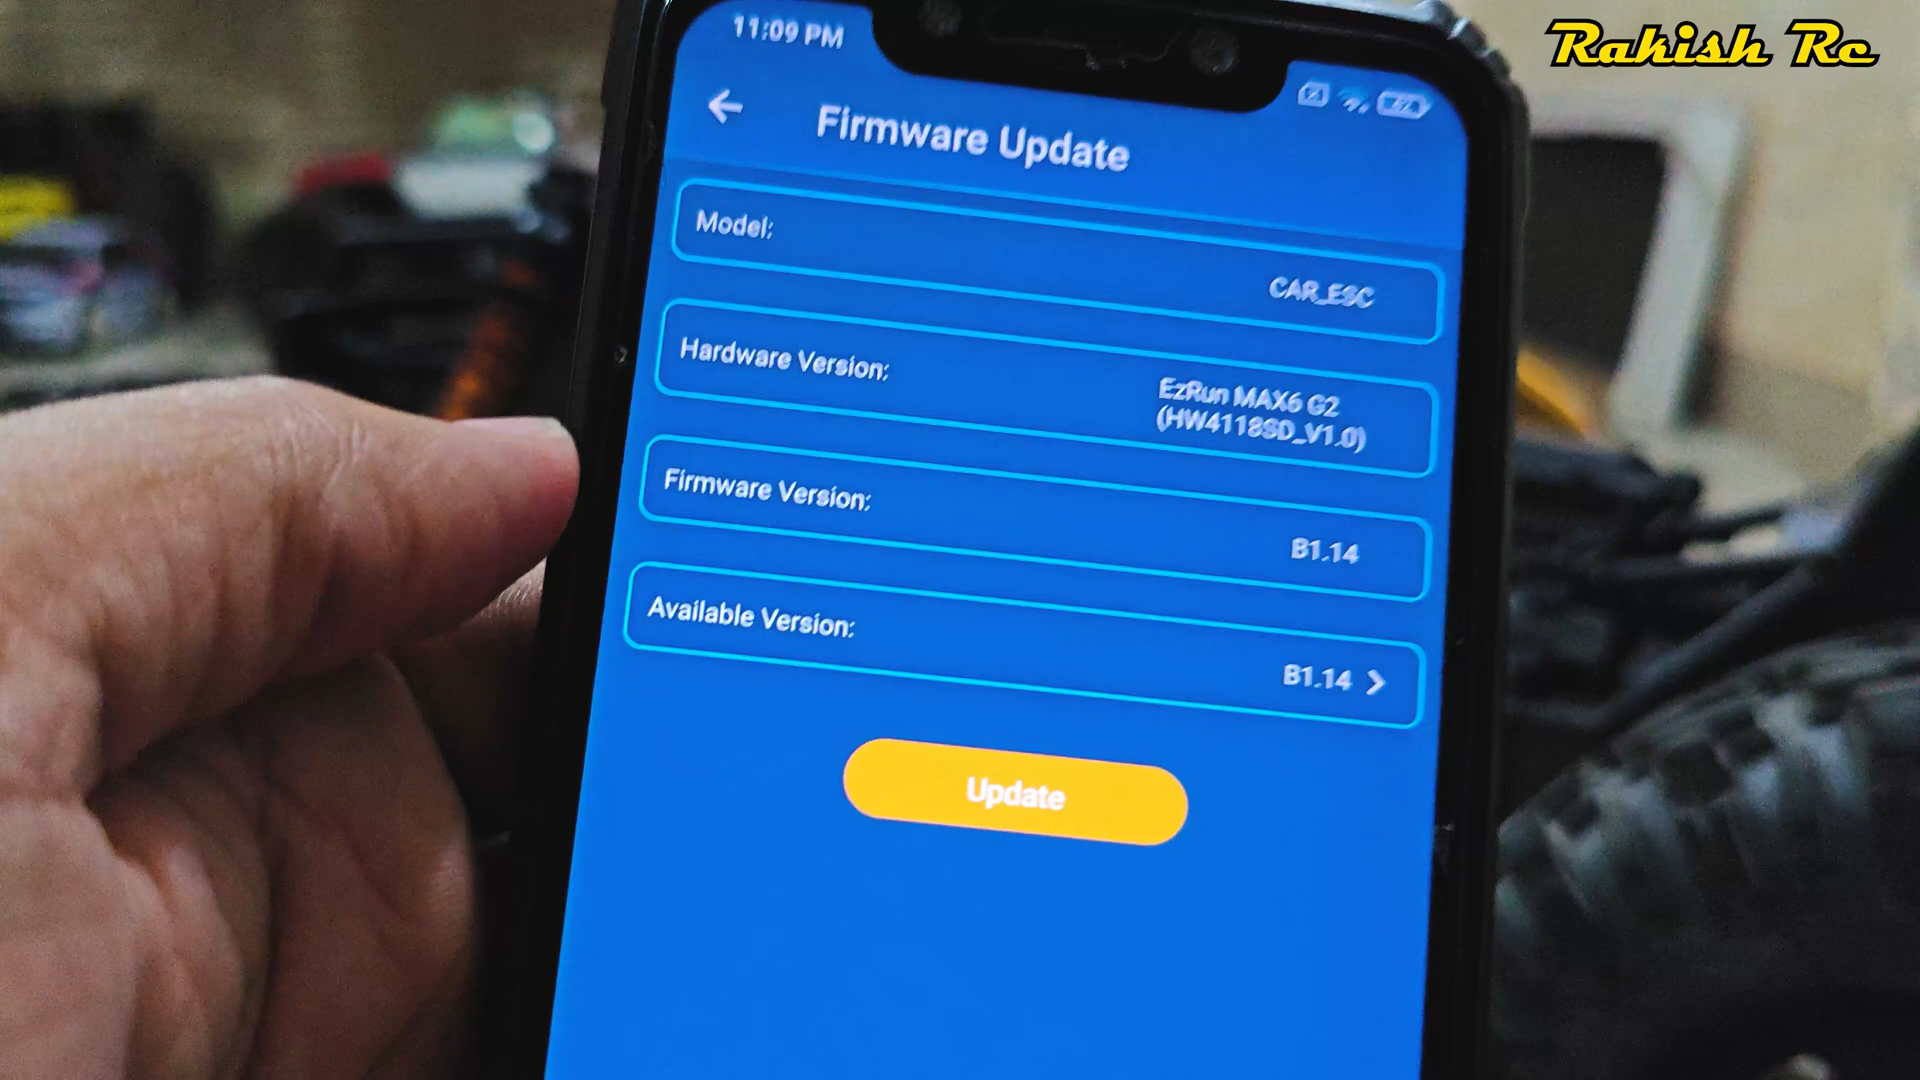 Rakish Rc
11:09 PM
Firmware Update
Model:
CAR_ESC
Hardware Version:
EzRun MAX6 G2
(HW4118SD_V1.0)
Firmware Version:
B1.14
Available Version:
B1.14
Update